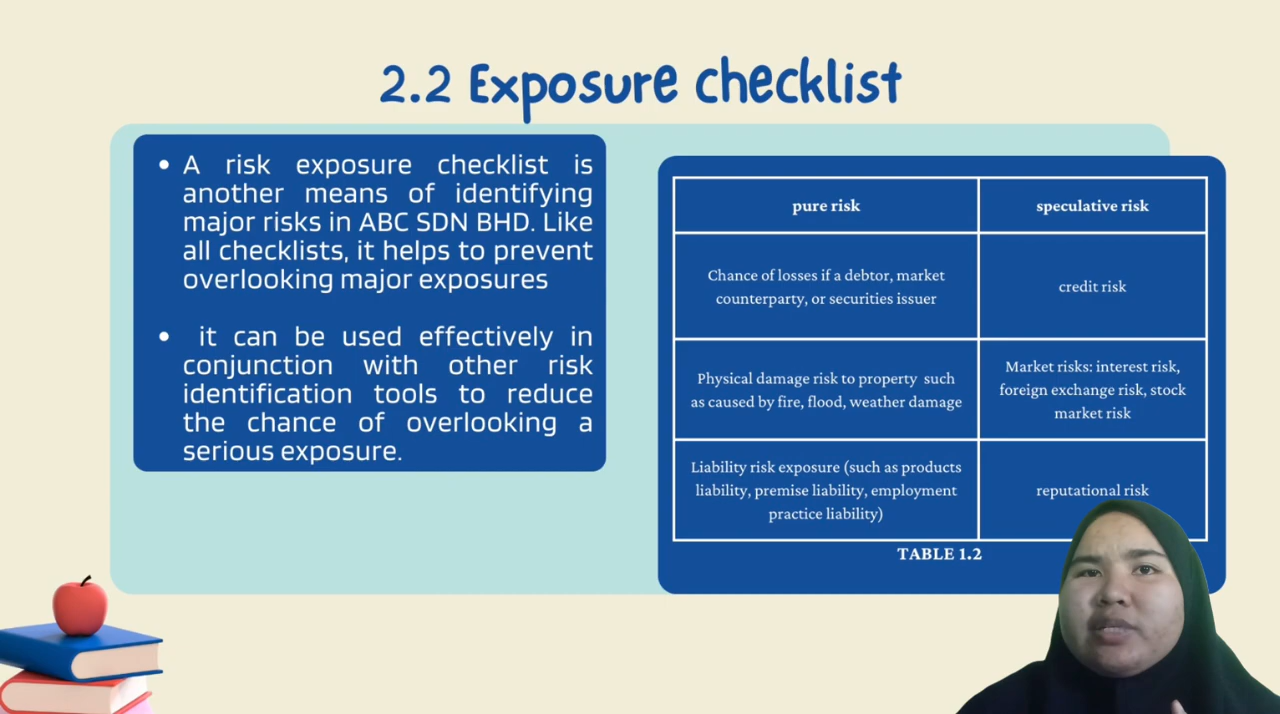 2.2 Exposure checklist
• A risk exposure checklist is
another means of identifying
major risks in ABC SDN BHD. Like
all checklists, it helps to prevent
overlooking major exposures
• it can be used effectively in
conjunction with other risk
identification tools to reduce
the chance of overlooking a
serious exposure.
pure risk
speculative risk
Chance of losses if a debtor, market
counterparty, or securities issuer
credit risk
Physical damage risk to property such
as caused by fire, flood, weather damage
Market risks: interest risk,
foreign exchange risk, stock
market risk
Liability risk exposure (such as products
liability, premise liability, employment
practice liability)
reputational risk
TABLE 1.2